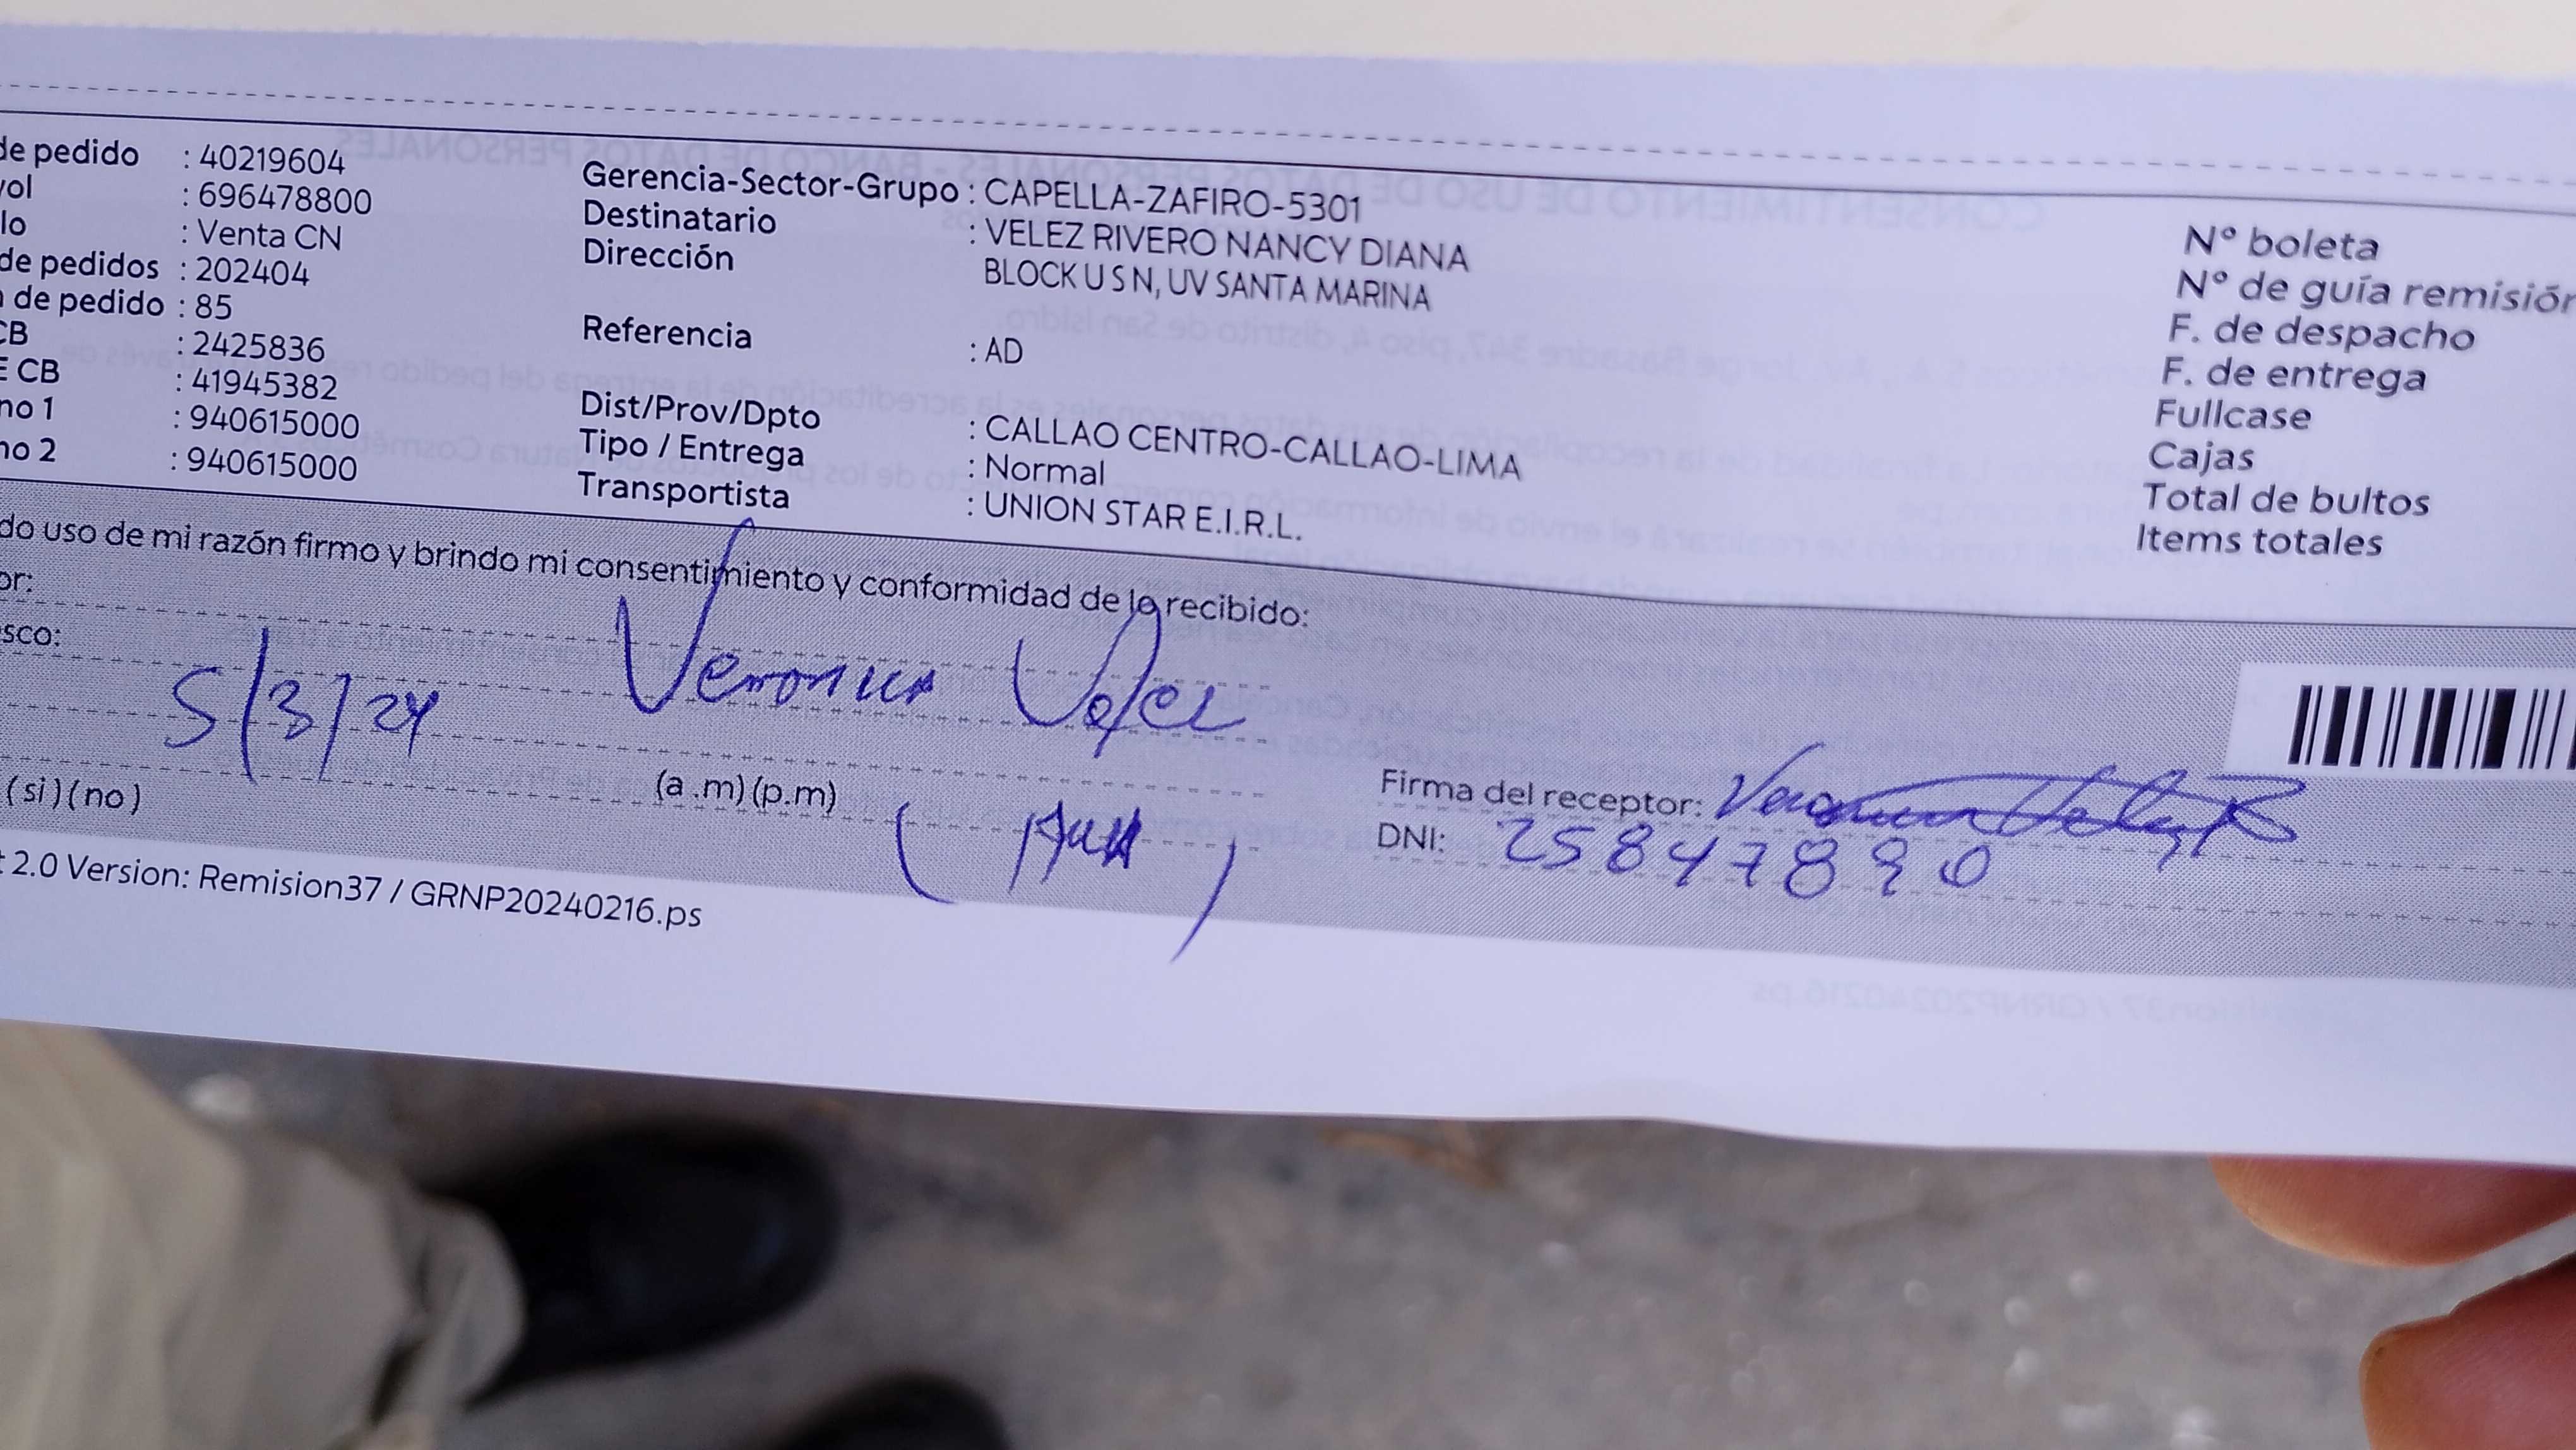 de pedido : 40219604
vol : 696478800
lo : Venta CN
de pedidos : 202404
de pedido : 85
CB : 2425836
E CB : 41945382
no 1 : 940615000
no 2 : 940615000
Gerencia-Sector-Grupo : CAPELLA-ZAFIRO-5301
Destinatario : VELEZ RIVERO NANCY DIANA
Dirección BLOCK U S N, UV SANTA MARINA
Referencia : AD
Dist/Prov/Dpto : CALLAO CENTRO-CALLAO-LIMA
Tipo / Entrega : Normal
Transportista : UNION STAR E.I.R.L.
N° boleta
N° de guía remisión
F. de despacho
F. de entrega
Fullcase
Cajas
Total de bultos
Items totales
do uso de mi razón firmo y brindo mi consentimiento y conformidad de lo recibido:
or:
sco:
Veronica Velez
5/3/24
(si)(no) (a.m)(p.m)
Firma del receptor: Veronica Velez R
DNI: 25847890
2.0 Version: Remision37 / GRNP20240216.ps